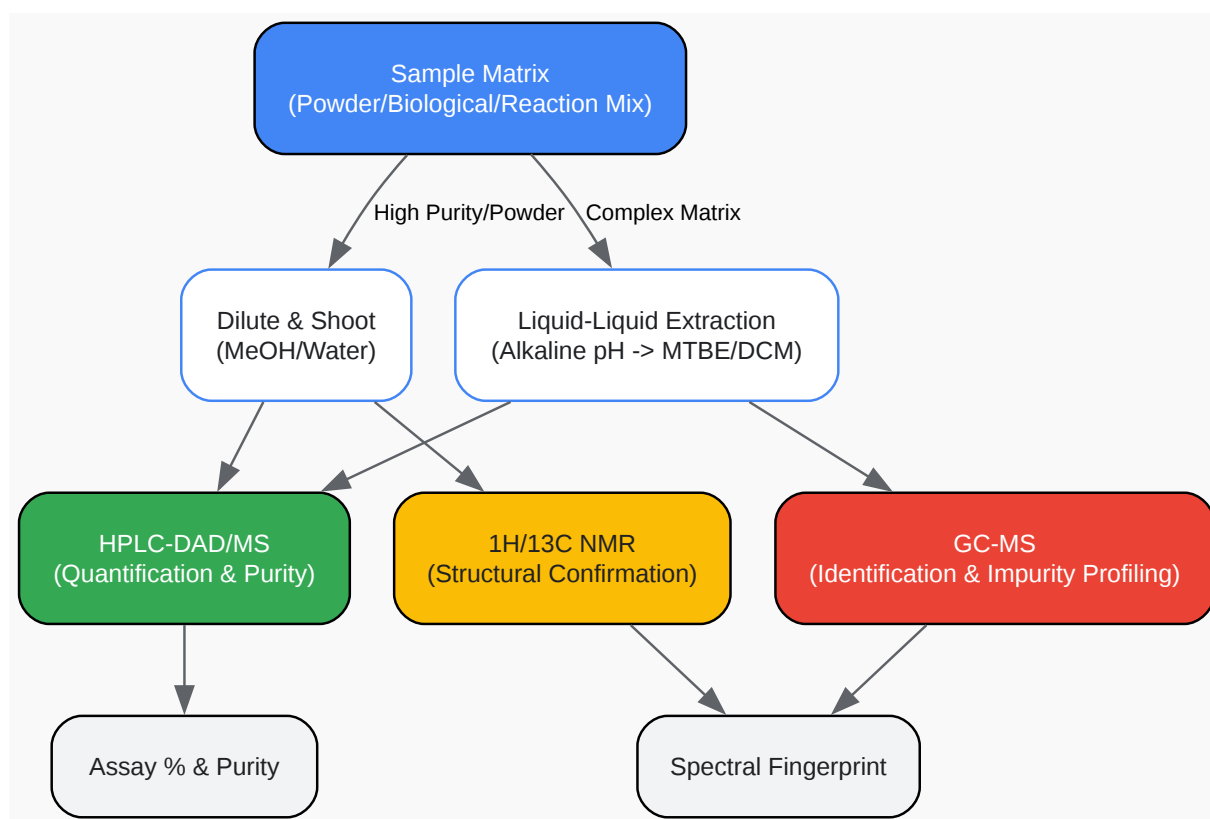 Sample Matrix
(Powder/Biological/Reaction Mix)
High Purity/Powder
Complex Matrix
Dilute & Shoot
(MeOH/Water)
Liquid-Liquid Extraction
(Alkaline pH -> MTBE/DCM)
HPLC-DAD/MS
(Quantification & Purity)
1H/13C NMR
(Structural Confirmation)
GC-MS
(Identification & Impurity Profiling)
Assay % & Purity
Spectral Fingerprint